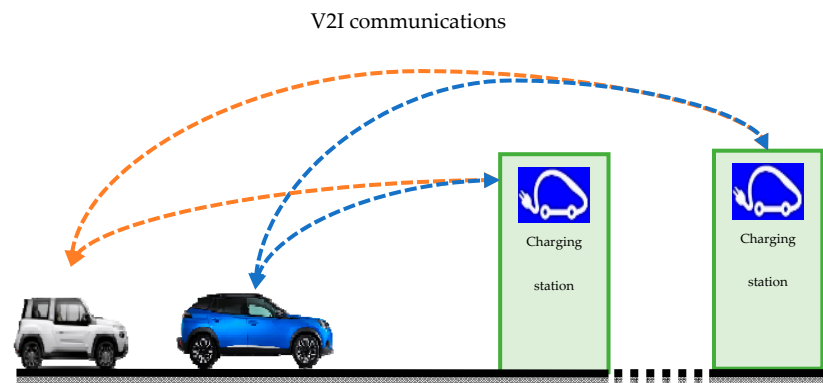 V2I communications
Charging
station
Charging
station